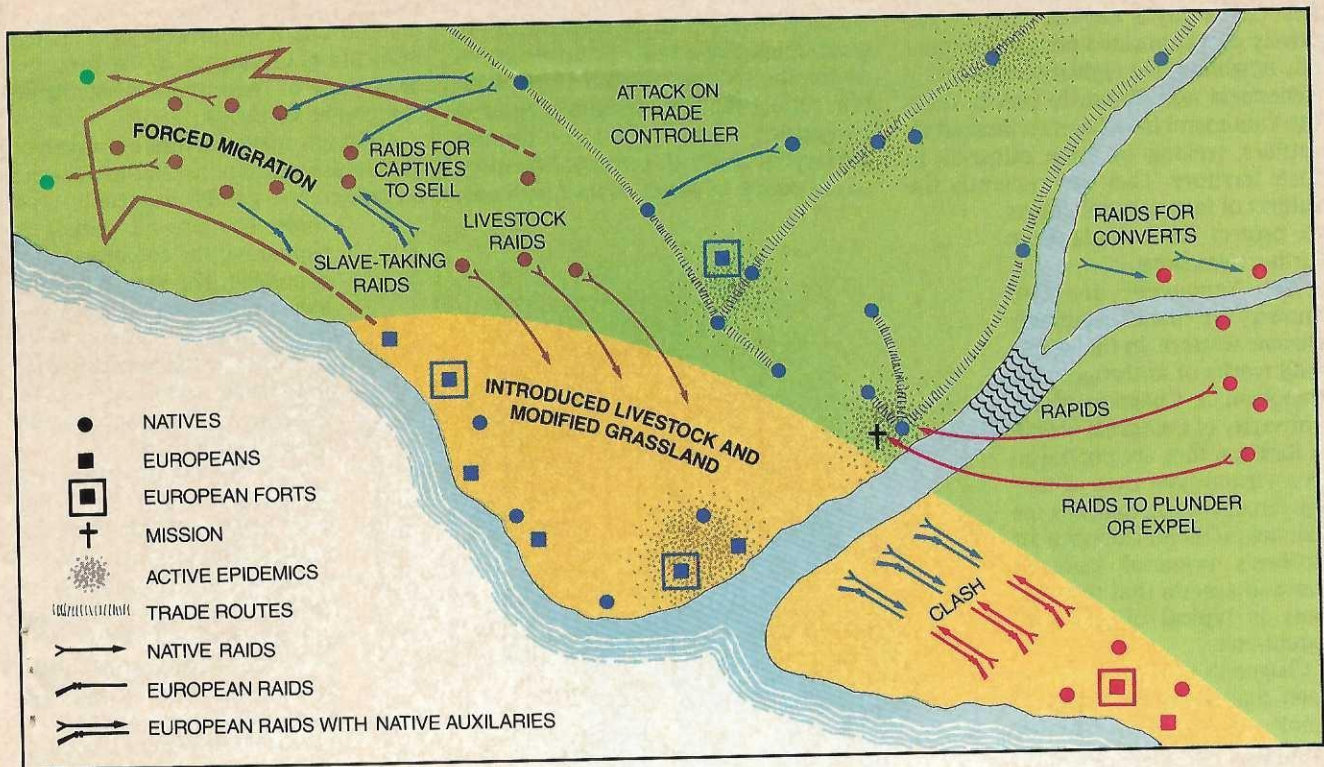 FORCED MIGRATION
RAIDS FOR
CAPTIVES
TO SELL
ATTACK ON
TRADE
CONTROLLER
LIVESTOCK
RAIDS
SLAVE-TAKING
RAIDS
RAIDS FOR
CONVERTS
INTRODUCED LIVESTOCK AND
MODIFIED GRASSLAND
RAPIDS
RAIDS TO PLUNDER
OR EXPEL
CLASH
NATIVES
EUROPEANS
EUROPEAN FORTS
MISSION
ACTIVE EPIDEMICS
TRADE ROUTES
NATIVE RAIDS
EUROPEAN RAIDS
EUROPEAN RAIDS WITH NATIVE AUXILARIES